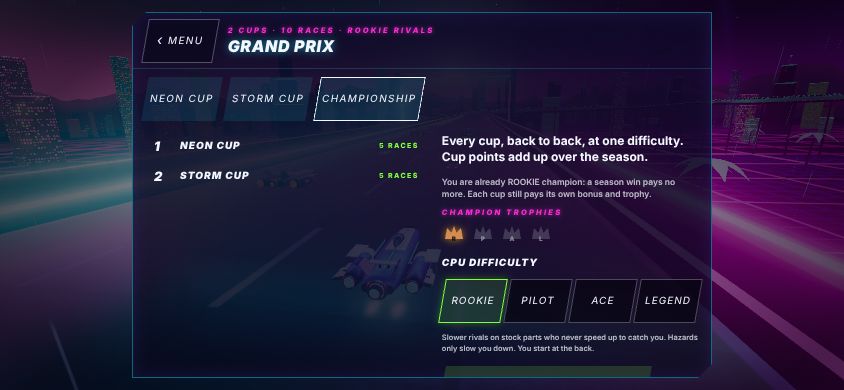 ‹ MENU
2 CUPS · 10 RACES · ROOKIE RIVALS
GRAND PRIX
NEON CUP
STORM CUP
CHAMPIONSHIP
1 NEON CUP 5 RACES
2 STORM CUP 5 RACES
Every cup, back to back, at one difficulty.
Cup points add up over the season.
You are already ROOKIE champion: a season win pays no
more. Each cup still pays its own bonus and trophy.
CHAMPION TROPHIES
P A L
CPU DIFFICULTY
ROOKIE PILOT ACE LEGEND
Slower rivals on stock parts who never speed up to catch you. Hazards
only slow you down. You start at the back.